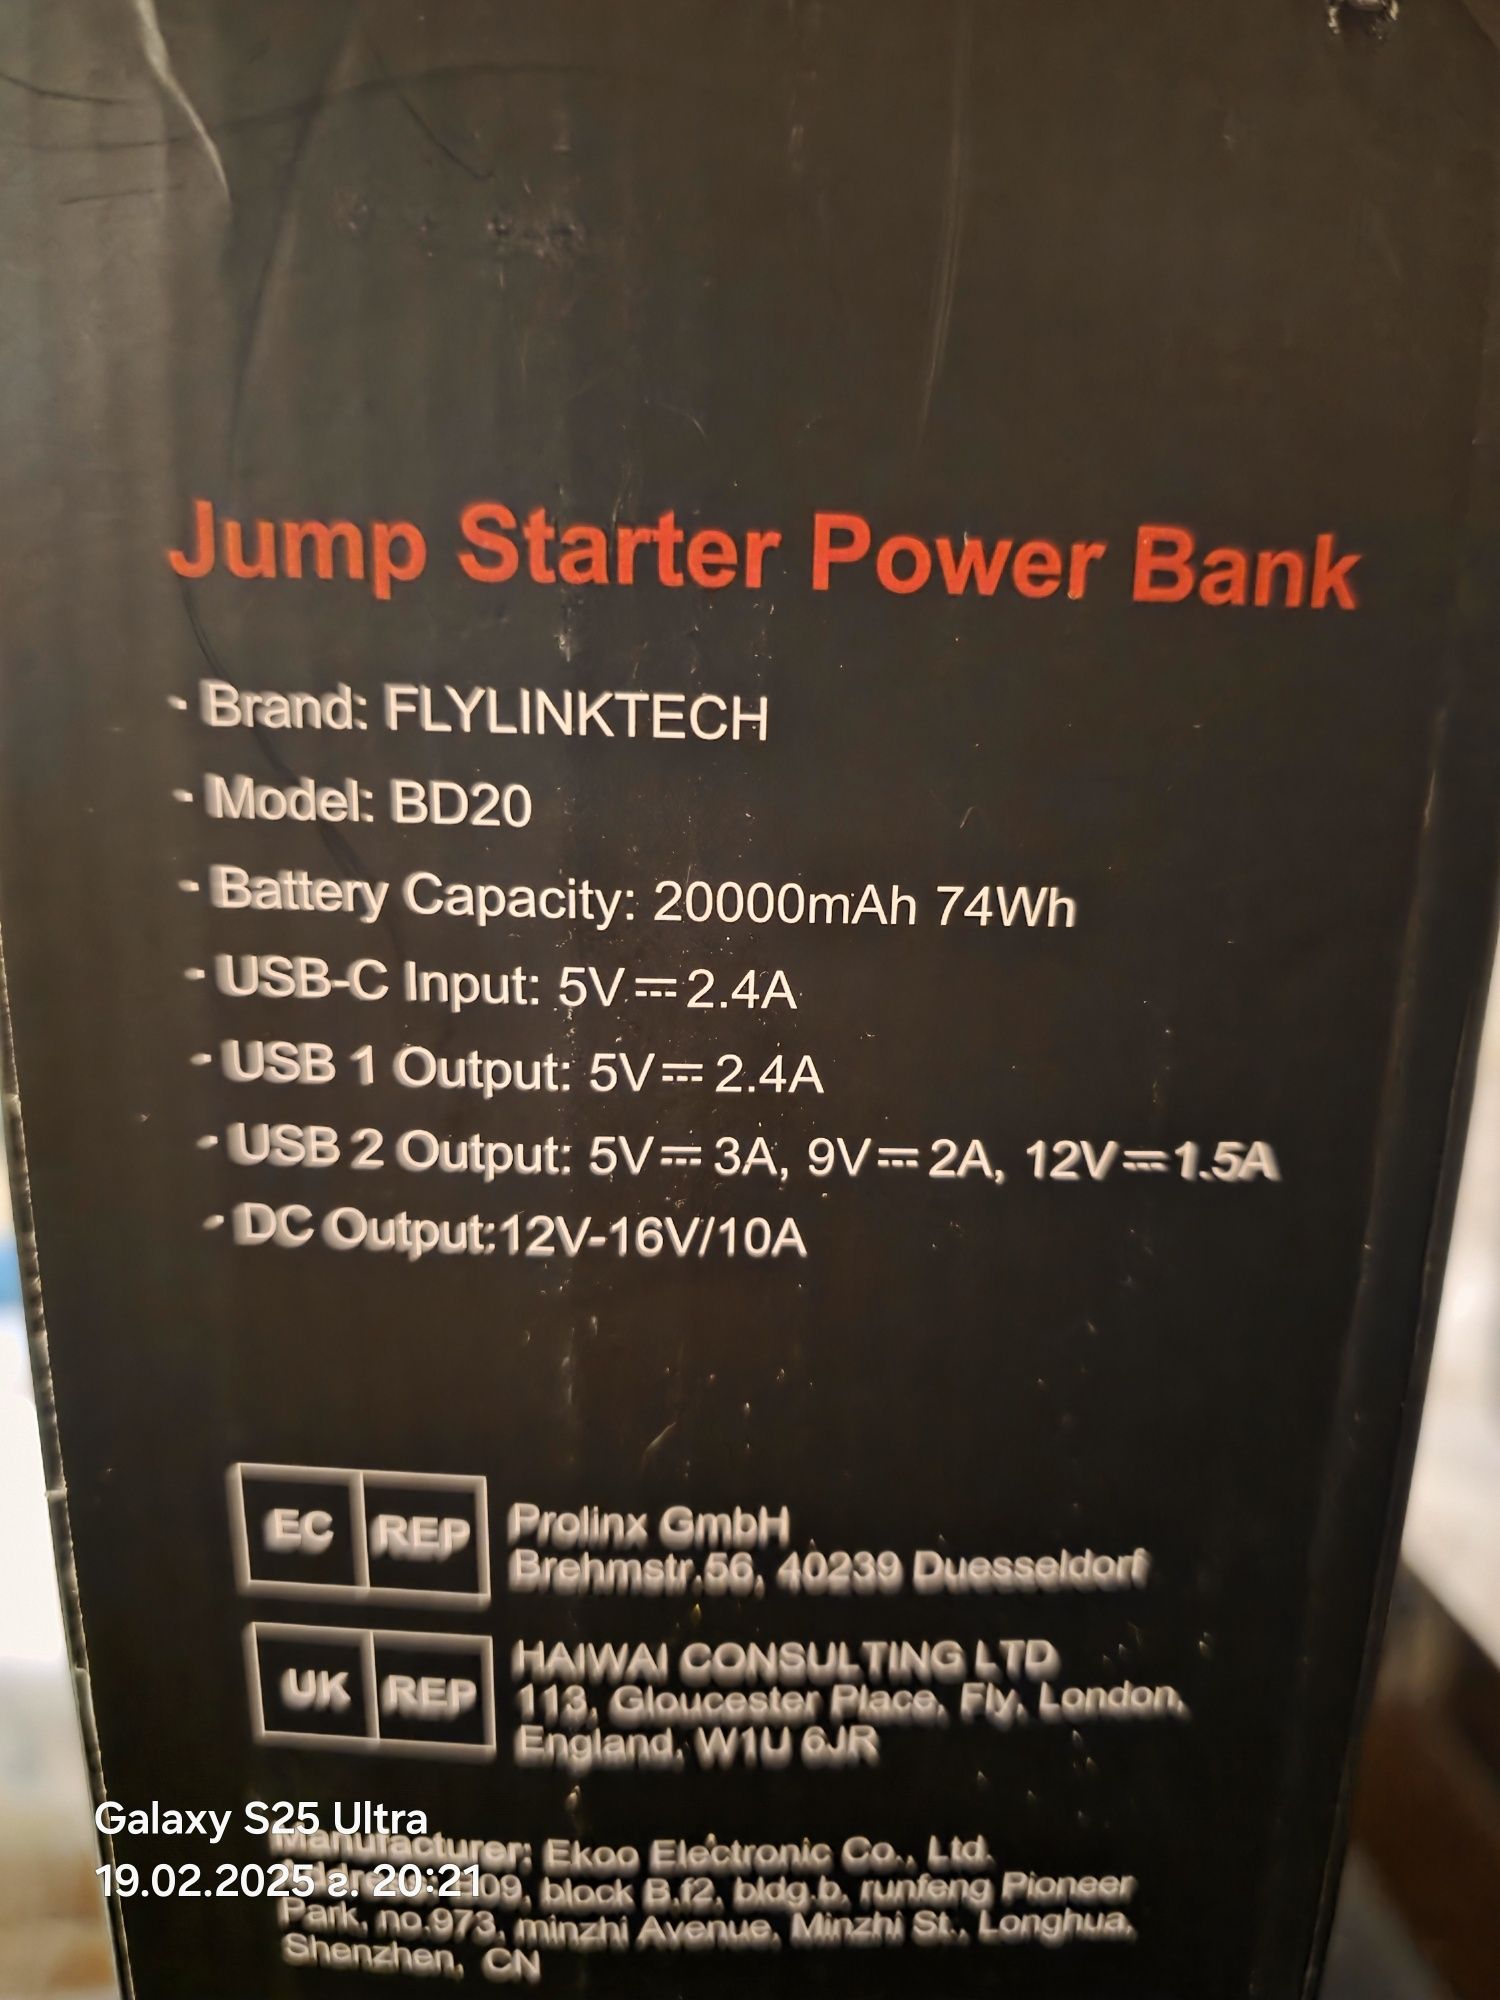 Jump Starter Power Bank
- Brand: FLYLINKTECH
- Model: BD20
- Battery Capacity: 20000mAh 74Wh
- USB-C Input: 5V⎓2.4A
- USB 1 Output: 5V⎓2.4A
- USB 2 Output: 5V⎓3A, 9V⎓2A, 12V⎓1.5A
- DC Output:12V-16V/10A
EC REP
Prolinx GmbH
Brehmstr.56, 40239 Duesseldorf
UK REP
HAIWAI CONSULTING LTD
113, Gloucester Place, Fly, London,
England, W1U 6JR
Galaxy S25 Ultra
19.02.2025 г. 20:21
Manufacturer: Ekoo Electronic Co., Ltd.
09, block B.f2, bldg.b, runfeng Pioneer
Park, no.973, minzhi Avenue, Minzhi St., Longhua,
Shenzhen, CN